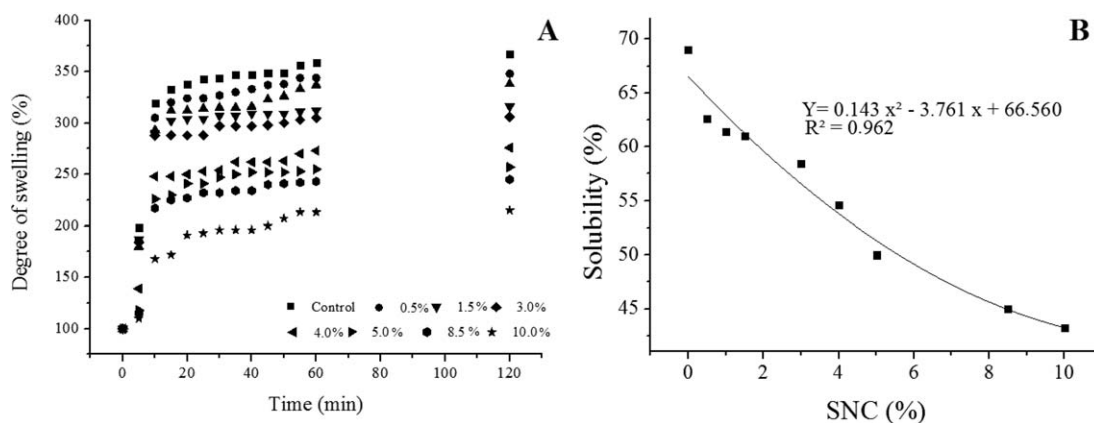 A
400
350
300
250
200
150
100
Degree of swelling (%)
Control 0.5% 1.5% 3.0%
4.0% 5.0% 8.5% 10.0%
0 20 40 60 80 100 120
Time (min)
B
70
65
60
55
50
45
Solubility (%)
Y= 0.143 x² - 3.761 x + 66.560
R² = 0.962
0 2 4 6 8 10
SNC (%)